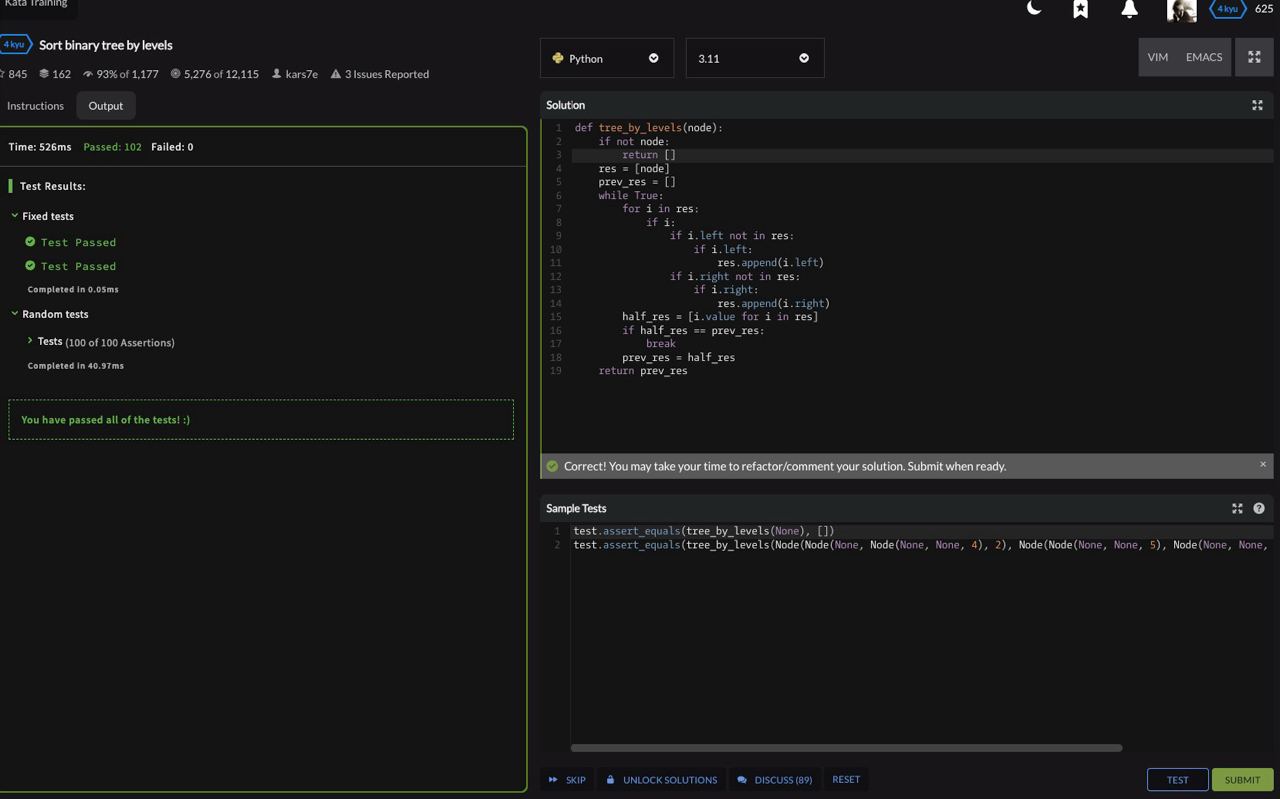 Kata Training
4 kyu 625
4 kyu Sort binary tree by levels
845 162 93% of 1,177 5,276 of 12,115 kars7e 3 Issues Reported
Instructions Output
Time: 526ms Passed: 102 Failed: 0
Test Results:
Fixed tests
Test Passed
Test Passed
Completed in 0.05ms
Random tests
Tests (100 of 100 Assertions)
Completed in 40.97ms
You have passed all of the tests! :)
Python 3.11 VIM EMACS
Solution
1 def tree_by_levels(node):
2     if not node:
3         return []
4     res = [node]
5     prev_res = []
6     while True:
7         for i in res:
8             if i:
9                 if i.left not in res:
10                     if i.left:
11                         res.append(i.left)
12                 if i.right not in res:
13                     if i.right:
14                         res.append(i.right)
15         half_res = [i.value for i in res]
16         if half_res == prev_res:
17             break
18         prev_res = half_res
19     return prev_res
Correct! You may take your time to refactor/comment your solution. Submit when ready. ×
Sample Tests ?
1 test.assert_equals(tree_by_levels(None), [])
2 test.assert_equals(tree_by_levels(Node(Node(None, Node(None, None, 4), 2), Node(Node(None, None, 5), Node(None, None,
SKIP UNLOCK SOLUTIONS DISCUSS (89) RESET TEST SUBMIT